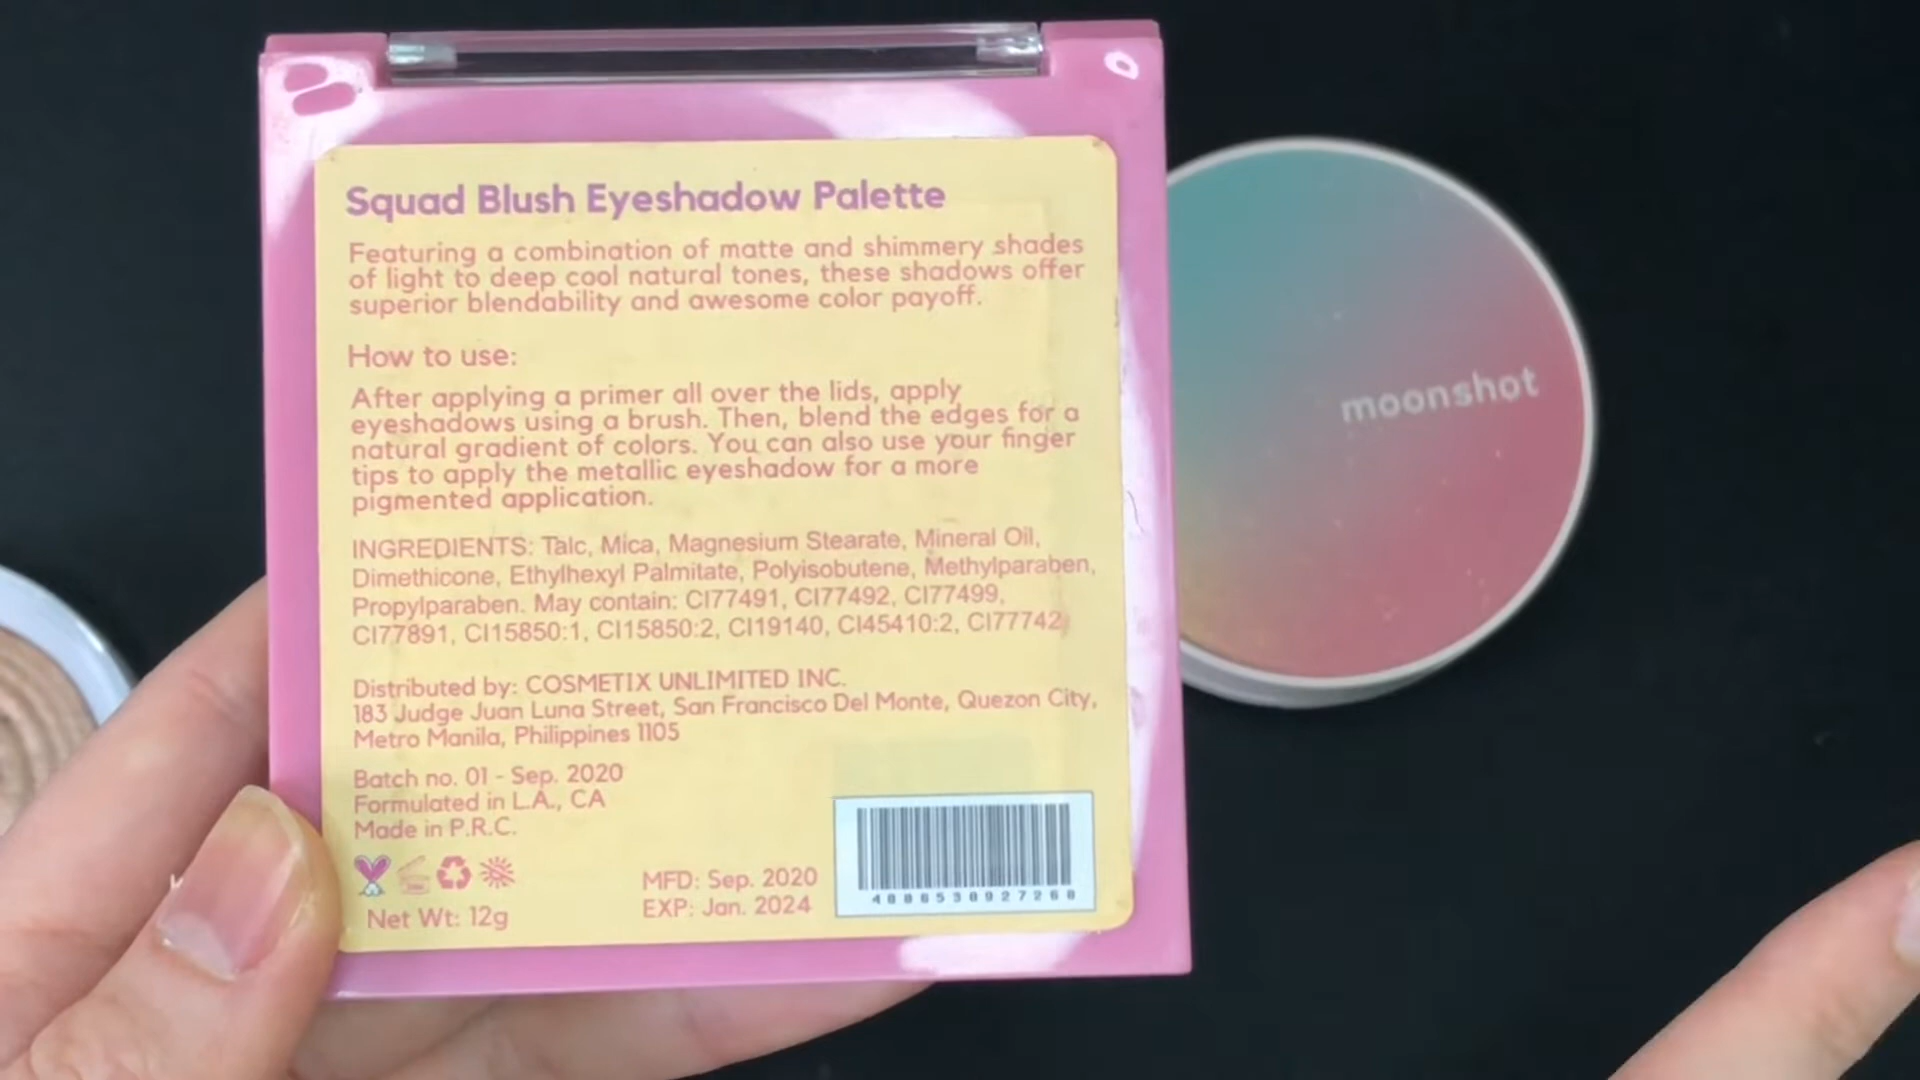 Squad Blush Eyeshadow Palette
Featuring a combination of matte and shimmery shades
of light to deep cool natural tones, these shadows offer
superior blendability and awesome color payoff.
How to use:
After applying a primer all over the lids, apply
eyeshadows using a brush. Then, blend the edges for a
natural gradient of colors. You can also use your finger
tips to apply the metallic eyeshadow for a more
pigmented application.
INGREDIENTS: Talc, Mica, Magnesium Stearate, Mineral Oil,
Dimethicone, Ethylhexyl Palmitate, Polyisobutene, Methylparaben,
Propylparaben. May contain: CI77491, CI77492, CI77499,
CI77891, CI15850:1, CI15850:2, CI19140, CI45410:2, CI77742
Distributed by: COSMETIX UNLIMITED INC.
183 Judge Juan Luna Street, San Francisco Del Monte, Quezon City,
Metro Manila, Philippines 1105
Batch no. 01 - Sep. 2020
Formulated in L.A., CA
Made in P.R.C.
Net Wt: 12g
MFD: Sep. 2020
EXP: Jan. 2024
moonshot